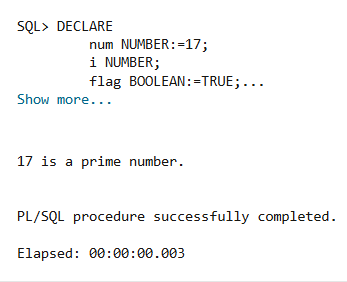 SQL> DECLARE
num NUMBER:=17;
i NUMBER;
flag BOOLEAN:=TRUE;...
Show more...
17 is a prime number.
PL/SQL procedure successfully completed.
Elapsed: 00:00:00.003